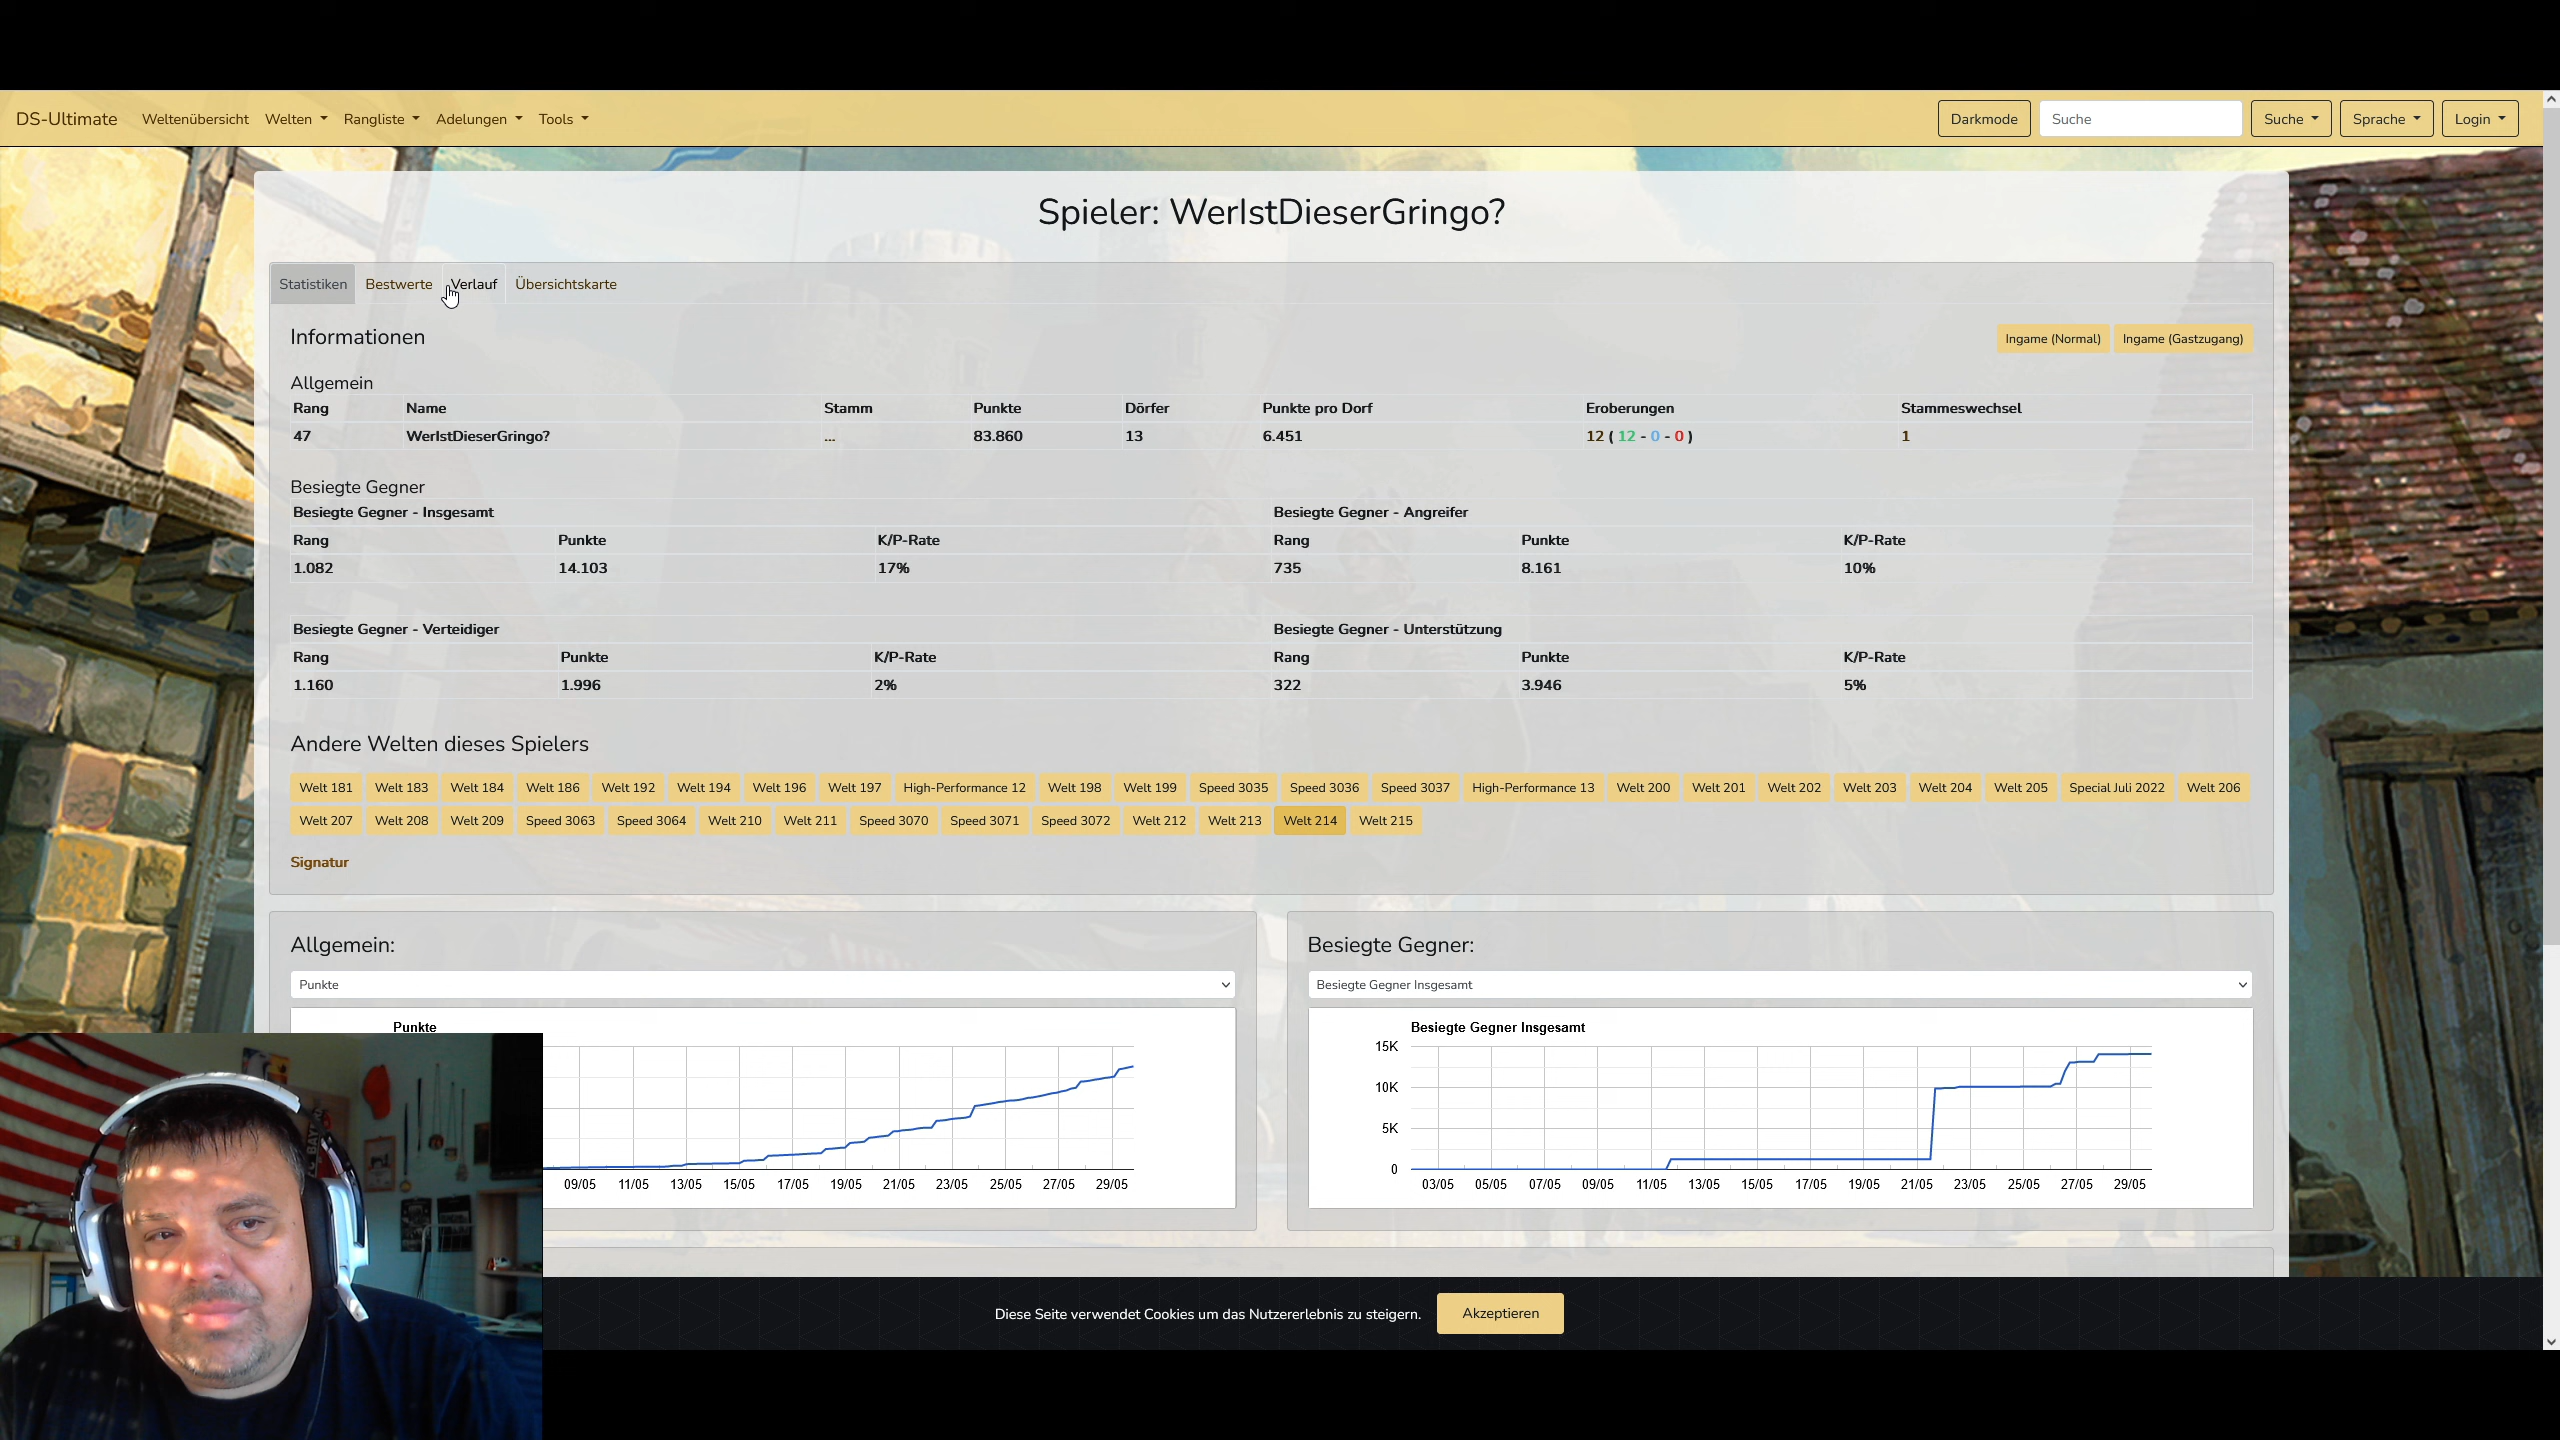 DS-Ultimate Weltenübersicht Welten Rangliste Adelungen Tools Darkmode Suche Suche Sprache Login
Spieler: WerIstDieserGringo?
Statistiken Bestwerte Verlauf Übersichtskarte
Informationen Ingame (Normal) Ingame (Gastzugang)
Allgemein
Rang Name Stamm Punkte Dörfer Punkte pro Dorf Eroberungen Stammeswechsel
47 WerIstDieserGringo? ... 83.860 13 6.451 12 ( 12 - 0 - 0 ) 1
Besiegte Gegner
Besiegte Gegner - Insgesamt Besiegte Gegner - Angreifer
Rang Punkte K/P-Rate Rang Punkte K/P-Rate
1.082 14.103 17% 735 8.161 10%
Besiegte Gegner - Verteidiger Besiegte Gegner - Unterstützung
Rang Punkte K/P-Rate Rang Punkte K/P-Rate
1.160 1.996 2% 322 3.946 5%
Andere Welten dieses Spielers
Welt 181 Welt 183 Welt 184 Welt 186 Welt 192 Welt 194 Welt 196 Welt 197 High-Performance 12 Welt 198 Welt 199 Speed 3035 Speed 3036 Speed 3037 High-Performance 13 Welt 200 Welt 201 Welt 202 Welt 203 Welt 204 Welt 205 Special Juli 2022 Welt 206
Welt 207 Welt 208 Welt 209 Speed 3063 Speed 3064 Welt 210 Welt 211 Speed 3070 Speed 3071 Speed 3072 Welt 212 Welt 213 Welt 214 Welt 215
Signatur
Allgemein: Besiegte Gegner:
Punkte Besiegte Gegner Insgesamt
Punkte Besiegte Gegner Insgesamt
15K
10K
5K
0
09/05 11/05 13/05 15/05 17/05 19/05 21/05 23/05 25/05 27/05 29/05 03/05 05/05 07/05 09/05 11/05 13/05 15/05 17/05 19/05 21/05 23/05 25/05 27/05 29/05
Diese Seite verwendet Cookies um das Nutzererlebnis zu steigern. Akzeptieren